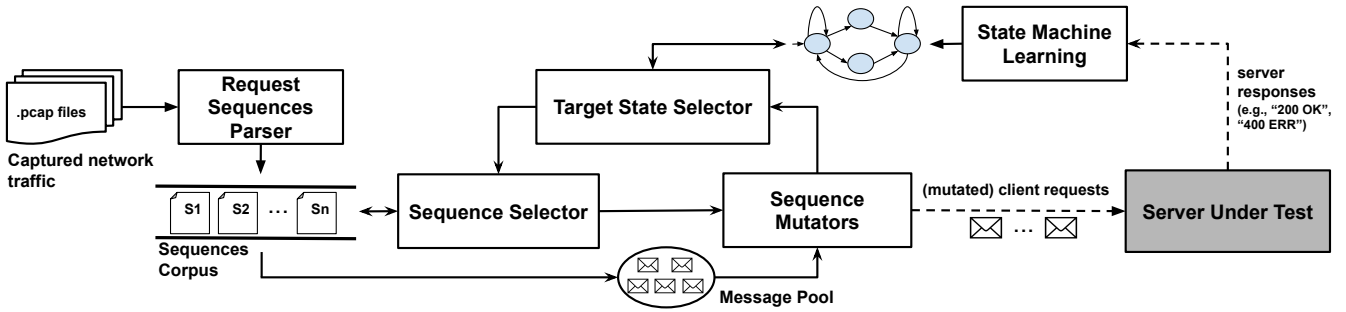 .pcap files
Captured network
traffic
Request
Sequences
Parser
S1
S2
...
Sn
Sequences
Corpus
Sequence Selector
Target State Selector
Message Pool
Sequence
Mutators
State Machine
Learning
(mutated) client requests
...
server
responses
(e.g., “200 OK”,
“400 ERR”)
Server Under Test